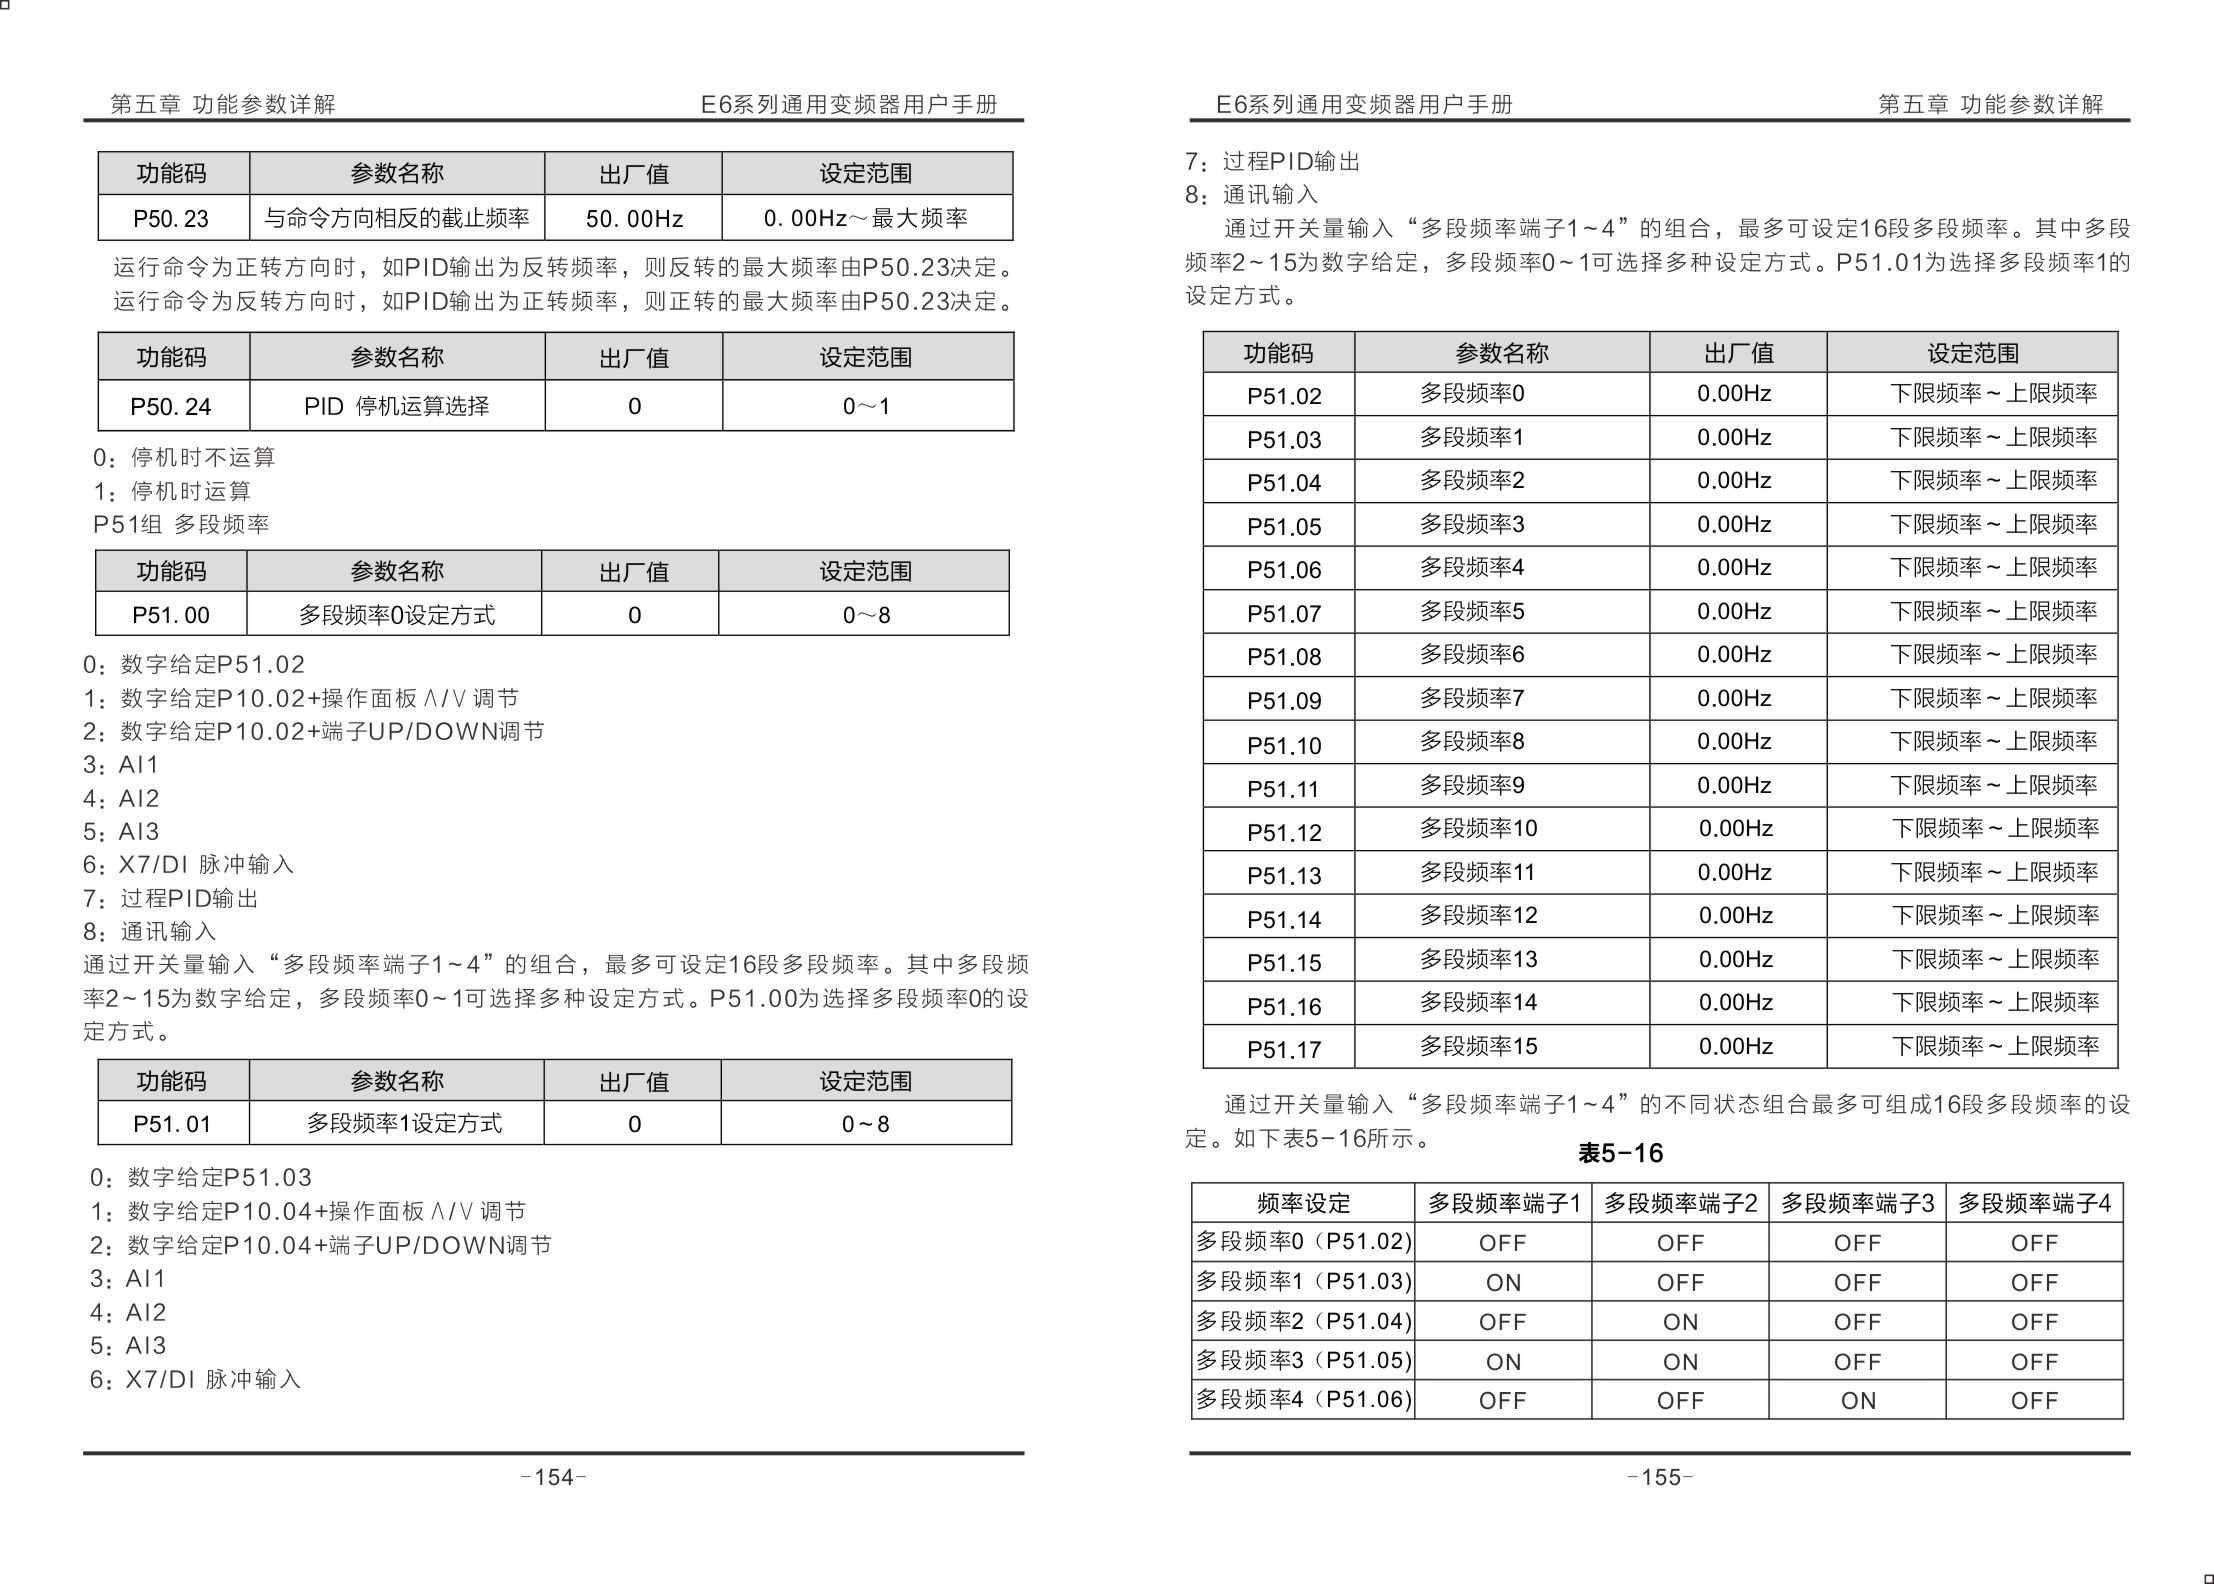 第五章 功能参数详解 E6系列通用变频器用户手册
功能码 参数名称 出厂值 设定范围
P50.23 与命令方向相反的截止频率 50.00Hz 0.00Hz～最大频率
运行命令为正转方向时，如PID输出为反转频率，则反转的最大频率由P50.23决定。
运行命令为反转方向时，如PID输出为正转频率，则正转的最大频率由P50.23决定。
功能码 参数名称 出厂值 设定范围
P50.24 PID 停机运算选择 0 0～1
0：停机时不运算
1：停机时运算
P51组 多段频率
功能码 参数名称 出厂值 设定范围
P51.00 多段频率0设定方式 0 0～8
0：数字给定P51.02
1：数字给定P10.02+操作面板∧/∨调节
2：数字给定P10.02+端子UP/DOWN调节
3：AI1
4：AI2
5：AI3
6：X7/DI 脉冲输入
7：过程PID输出
8：通讯输入
通过开关量输入“多段频率端子1~4”的组合，最多可设定16段多段频率。其中多段频
率2~15为数字给定，多段频率0~1可选择多种设定方式。P51.00为选择多段频率0的设
定方式。
功能码 参数名称 出厂值 设定范围
P51.01 多段频率1设定方式 0 0~8
0：数字给定P51.03
1：数字给定P10.04+操作面板∧/∨调节
2：数字给定P10.04+端子UP/DOWN调节
3：AI1
4：AI2
5：AI3
6：X7/DI 脉冲输入
-154-
E6系列通用变频器用户手册 第五章 功能参数详解
7：过程PID输出
8：通讯输入
通过开关量输入“多段频率端子1~4”的组合，最多可设定16段多段频率。其中多段
频率2~15为数字给定，多段频率0~1可选择多种设定方式。P51.01为选择多段频率1的
设定方式。
功能码 参数名称 出厂值 设定范围
P51.02 多段频率0 0.00Hz 下限频率~上限频率
P51.03 多段频率1 0.00Hz 下限频率~上限频率
P51.04 多段频率2 0.00Hz 下限频率~上限频率
P51.05 多段频率3 0.00Hz 下限频率~上限频率
P51.06 多段频率4 0.00Hz 下限频率~上限频率
P51.07 多段频率5 0.00Hz 下限频率~上限频率
P51.08 多段频率6 0.00Hz 下限频率~上限频率
P51.09 多段频率7 0.00Hz 下限频率~上限频率
P51.10 多段频率8 0.00Hz 下限频率~上限频率
P51.11 多段频率9 0.00Hz 下限频率~上限频率
P51.12 多段频率10 0.00Hz 下限频率~上限频率
P51.13 多段频率11 0.00Hz 下限频率~上限频率
P51.14 多段频率12 0.00Hz 下限频率~上限频率
P51.15 多段频率13 0.00Hz 下限频率~上限频率
P51.16 多段频率14 0.00Hz 下限频率~上限频率
P51.17 多段频率15 0.00Hz 下限频率~上限频率
通过开关量输入“多段频率端子1~4”的不同状态组合最多可组成16段多段频率的设
定。如下表5-16所示。
表5-16
频率设定 多段频率端子1 多段频率端子2 多段频率端子3 多段频率端子4
多段频率0（P51.02) OFF OFF OFF OFF
多段频率1（P51.03) ON OFF OFF OFF
多段频率2（P51.04) OFF ON OFF OFF
多段频率3（P51.05) ON ON OFF OFF
多段频率4（P51.06) OFF OFF ON OFF
-155-